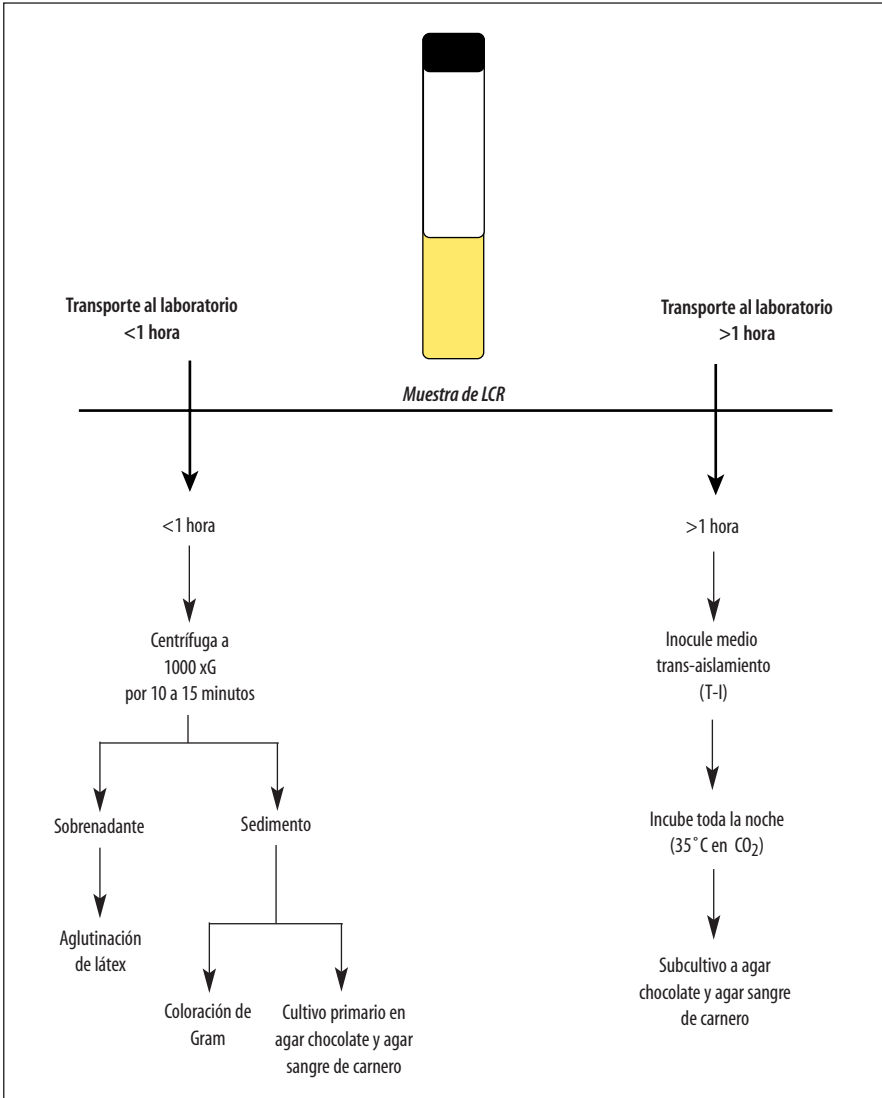 Transporte al laboratorio
<1 hora
Transporte al laboratorio
>1 hora
Muestra de LCR
<1 hora
Centrífuga a
1000 xG
por 10 a 15 minutos
Sobrenadante
Sedimento
Aglutinación
de látex
Coloración de
Gram
Cultivo primario en
agar chocolate y agar
sangre de carnero
>1 hora
Inocule medio
trans-aislamiento
(T-I)
Incube toda la noche
(35˚C en CO2)
Subcultivo a agar
chocolate y agar sangre
de carnero